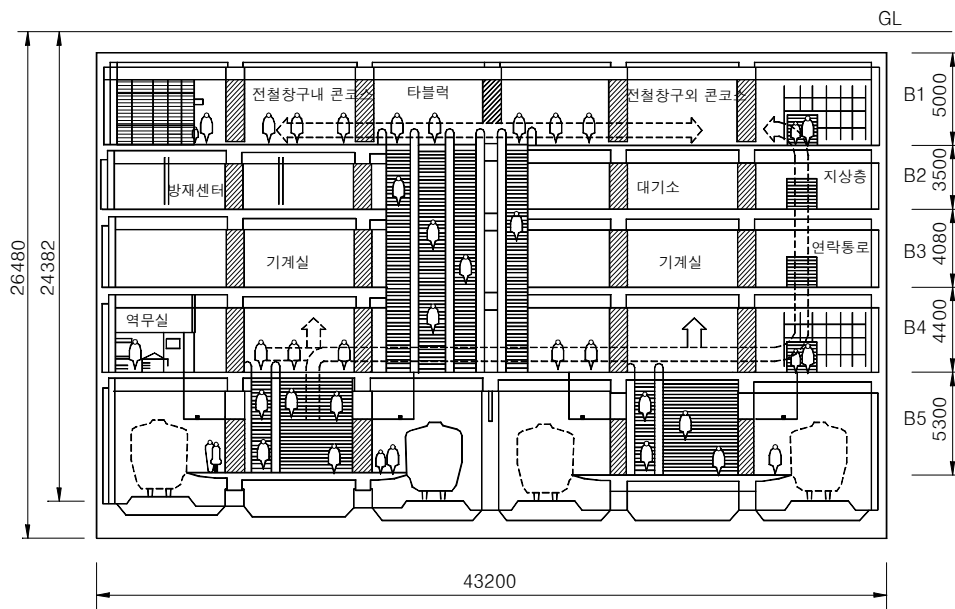 GL
전철창구내 콘코스
타블럭
전철창구외 콘코스
B1
5000
방재센터
대기소
지상층
B2
3500
기계실
기계실
연락통로
B3
4080
역무실
B4
4400
B5
5300
26480
24382
43200